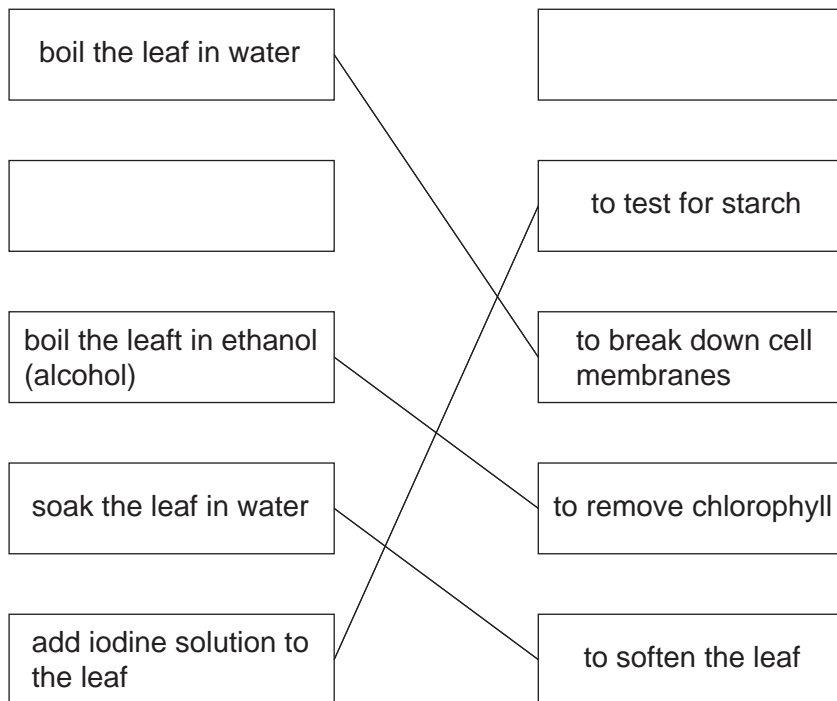 boil the leaf in water
to test for starch
boil the leaft in ethanol
(alcohol)
to break down cell
membranes
soak the leaf in water
to remove chlorophyll
add iodine solution to
the leaf
to soften the leaf